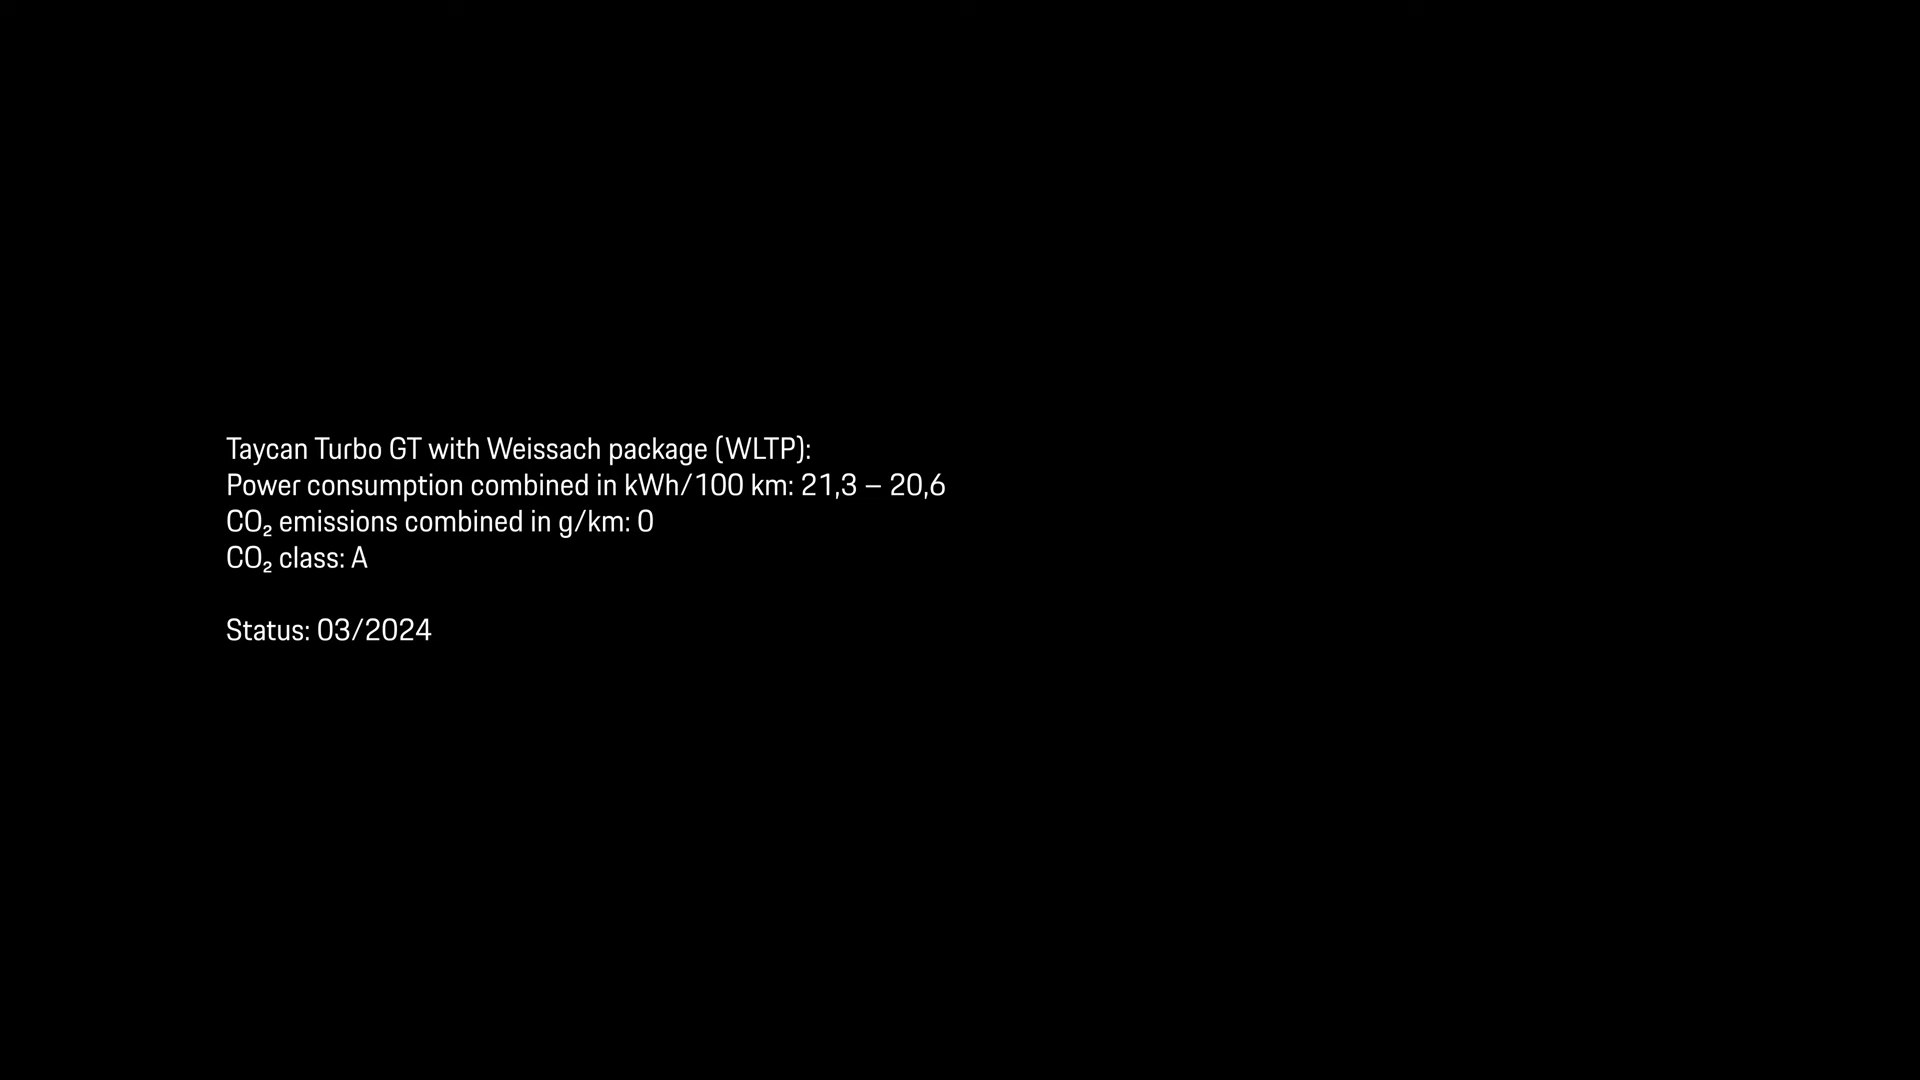 Taycan Turbo GT with Weissach package (WLTP):
Power consumption combined in kWh/100 km: 21,3 – 20,6
CO₂ emissions combined in g/km: 0
CO₂ class: A
Status: 03/2024